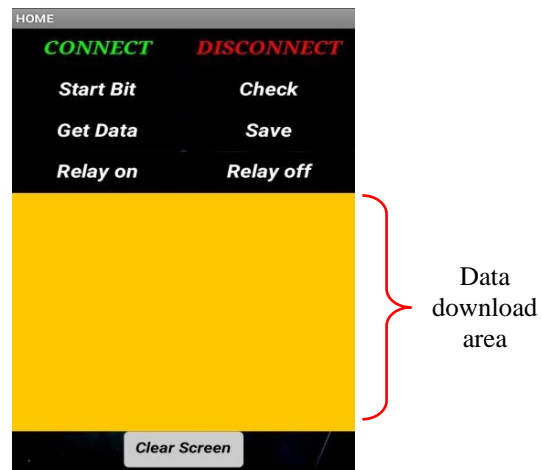 HOME
CONNECT DISCONNECT
Start Bit Check
Get Data Save
Relay on Relay off
Data
download
area
Clear Screen